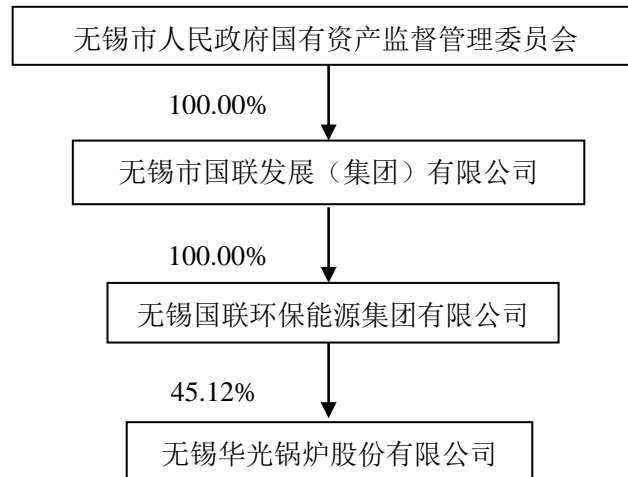 无锡市人民政府国有资产监督管理委员会
100.00%
无锡市国联发展（集团）有限公司
100.00%
无锡国联环保能源集团有限公司
45.12%
无锡华光锅炉股份有限公司